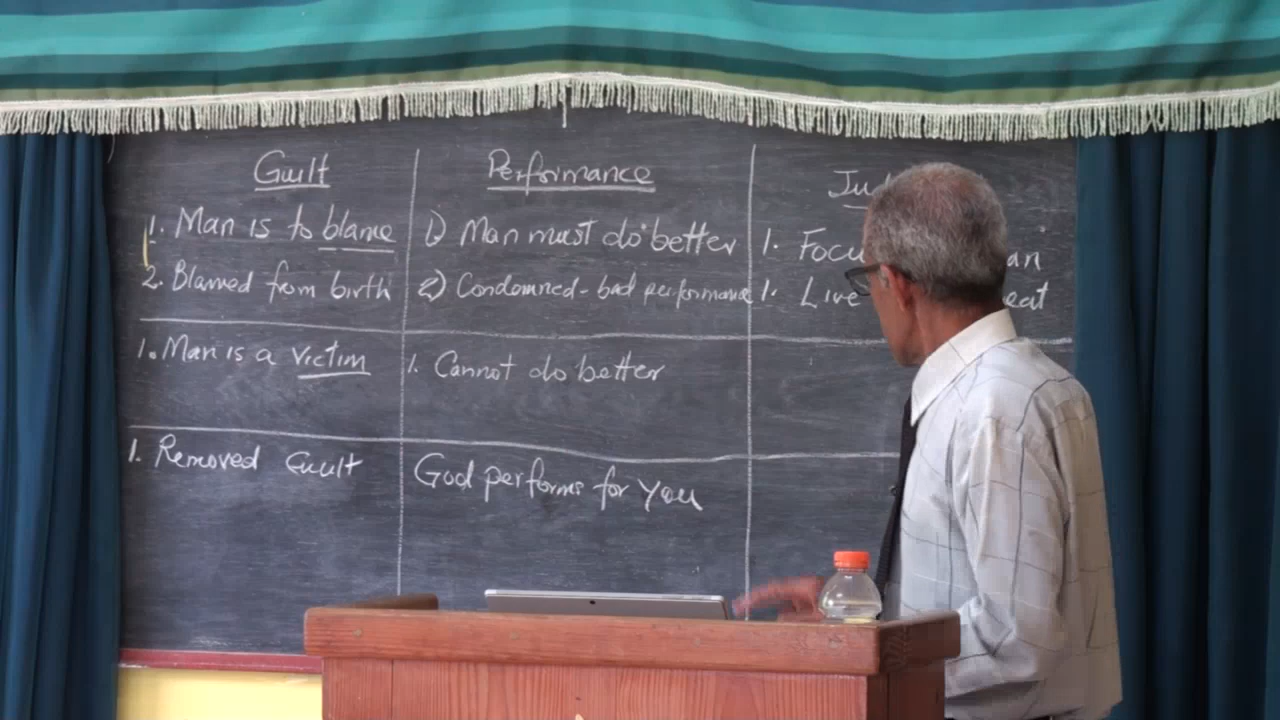 Guilt
1. Man is to blame
2. Blamed from birth
1. Man is a victim
1. Removed Guilt
Performance
1) Man must do better
2) Condemned - bad performance
1. Cannot do better
God performs for you
1.
1. Live